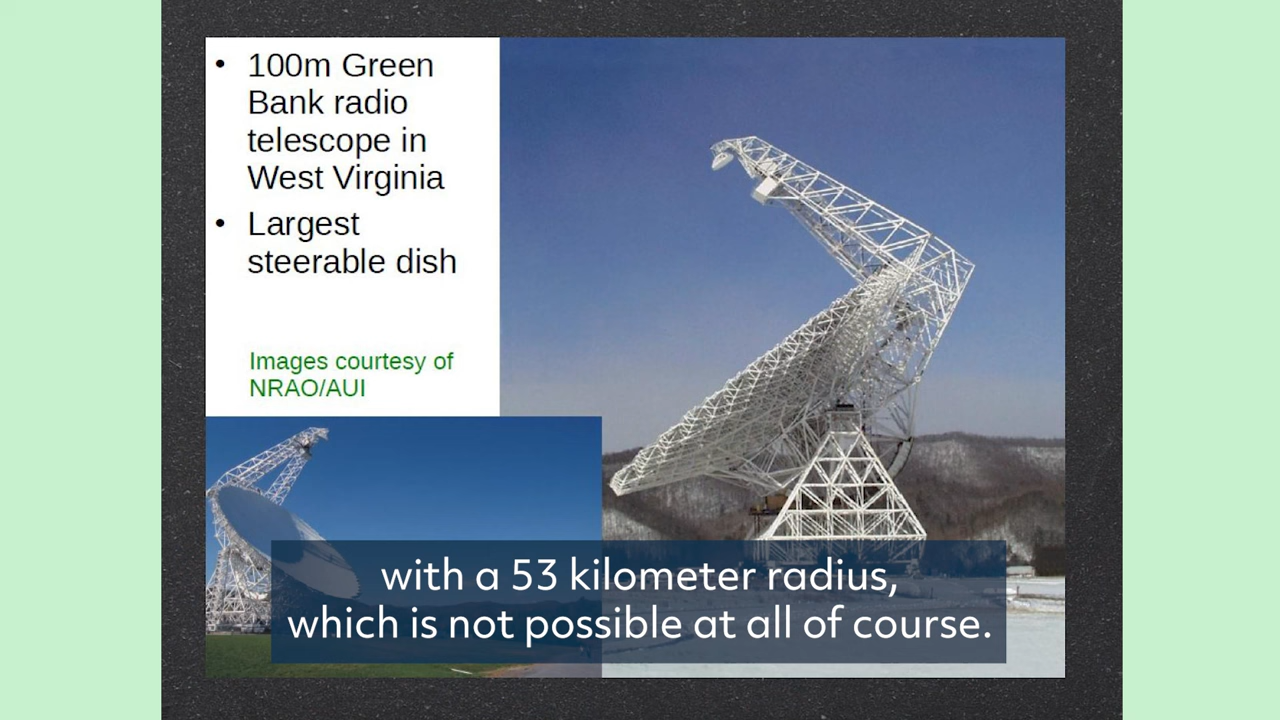 • 100m Green
Bank radio
telescope in
West Virginia
• Largest
steerable dish
Images courtesy of
NRAO/AUI
with a 53 kilometer radius,
which is not possible at all of course.